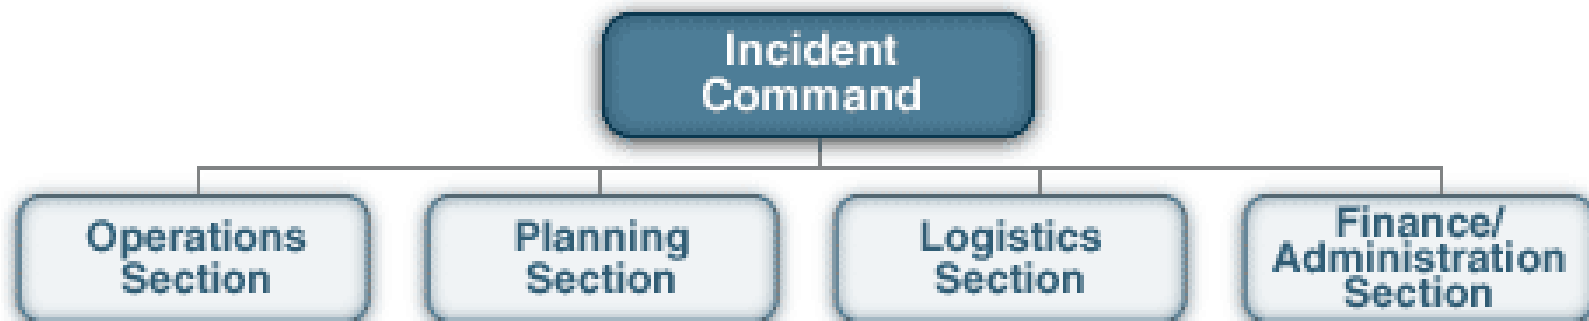 Incident
Command
Operations
Section
Planning
Section
Logistics
Section
Finance/
Administration
Section